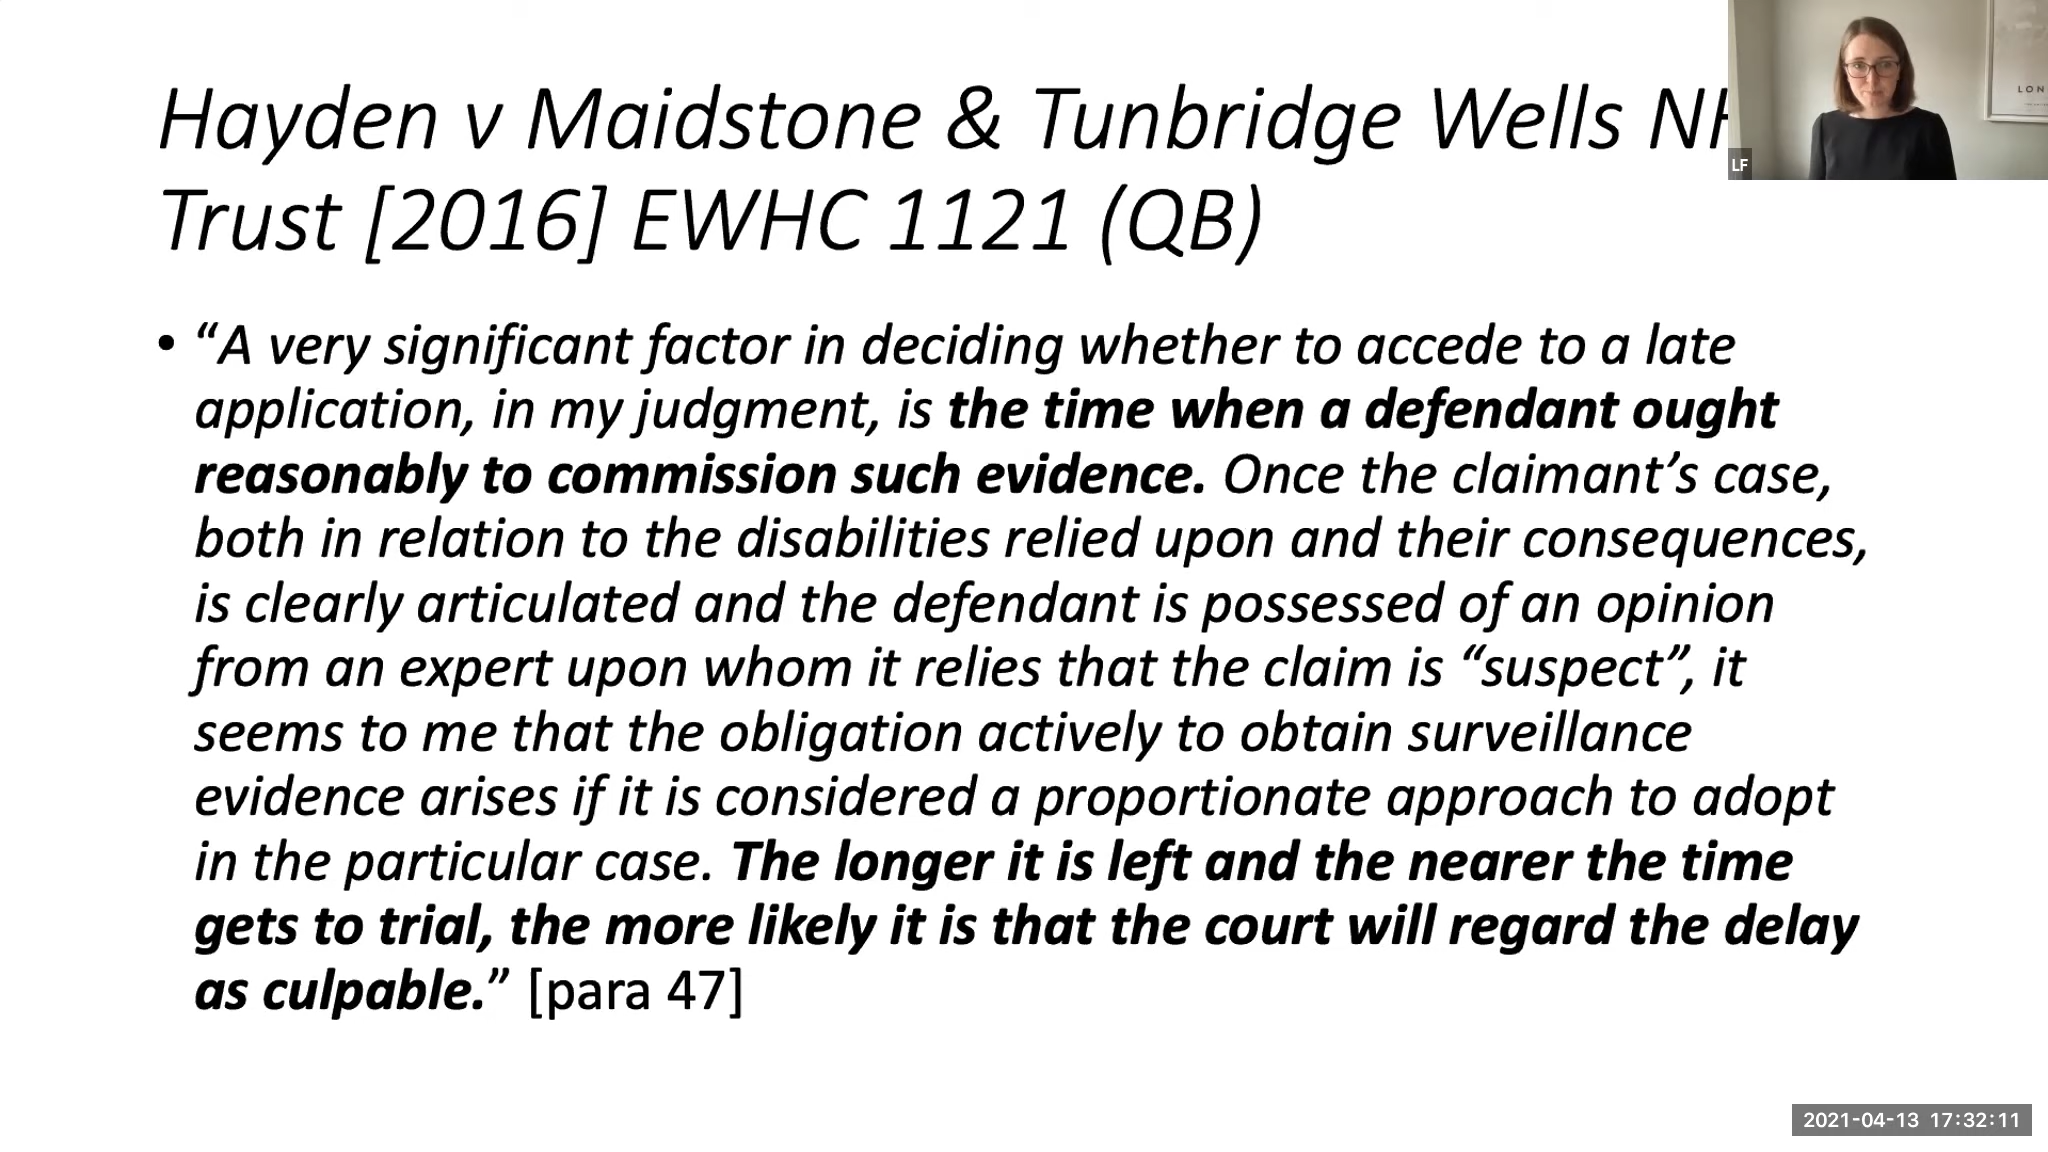 Hayden v Maidstone & Tunbridge Wells
Trust [2016] EWHC 1121 (QB)
LON
LF
• “A very significant factor in deciding whether to accede to a late
application, in my judgment, is the time when a defendant ought
reasonably to commission such evidence. Once the claimant’s case,
both in relation to the disabilities relied upon and their consequences,
is clearly articulated and the defendant is possessed of an opinion
from an expert upon whom it relies that the claim is “suspect”, it
seems to me that the obligation actively to obtain surveillance
evidence arises if it is considered a proportionate approach to adopt
in the particular case. The longer it is left and the nearer the time
gets to trial, the more likely it is that the court will regard the delay
as culpable.” [para 47]
2021-04-13 17:32:11